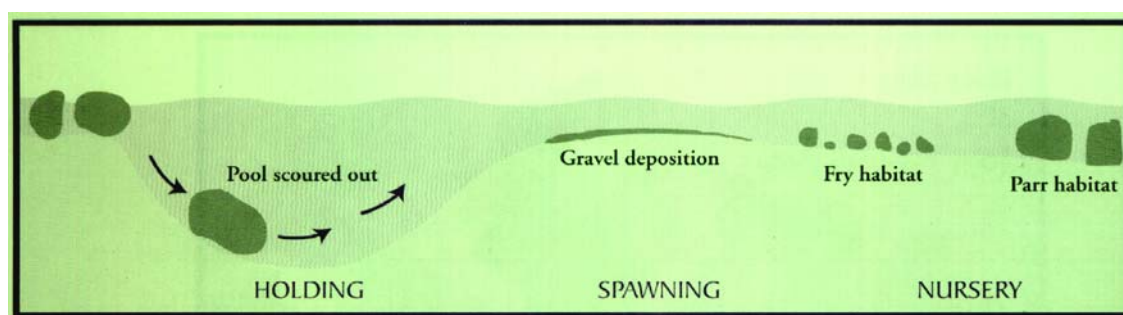 Pool scoured out
Gravel deposition
Fry habitat
Parr habitat
HOLDING
SPAWNING
NURSERY